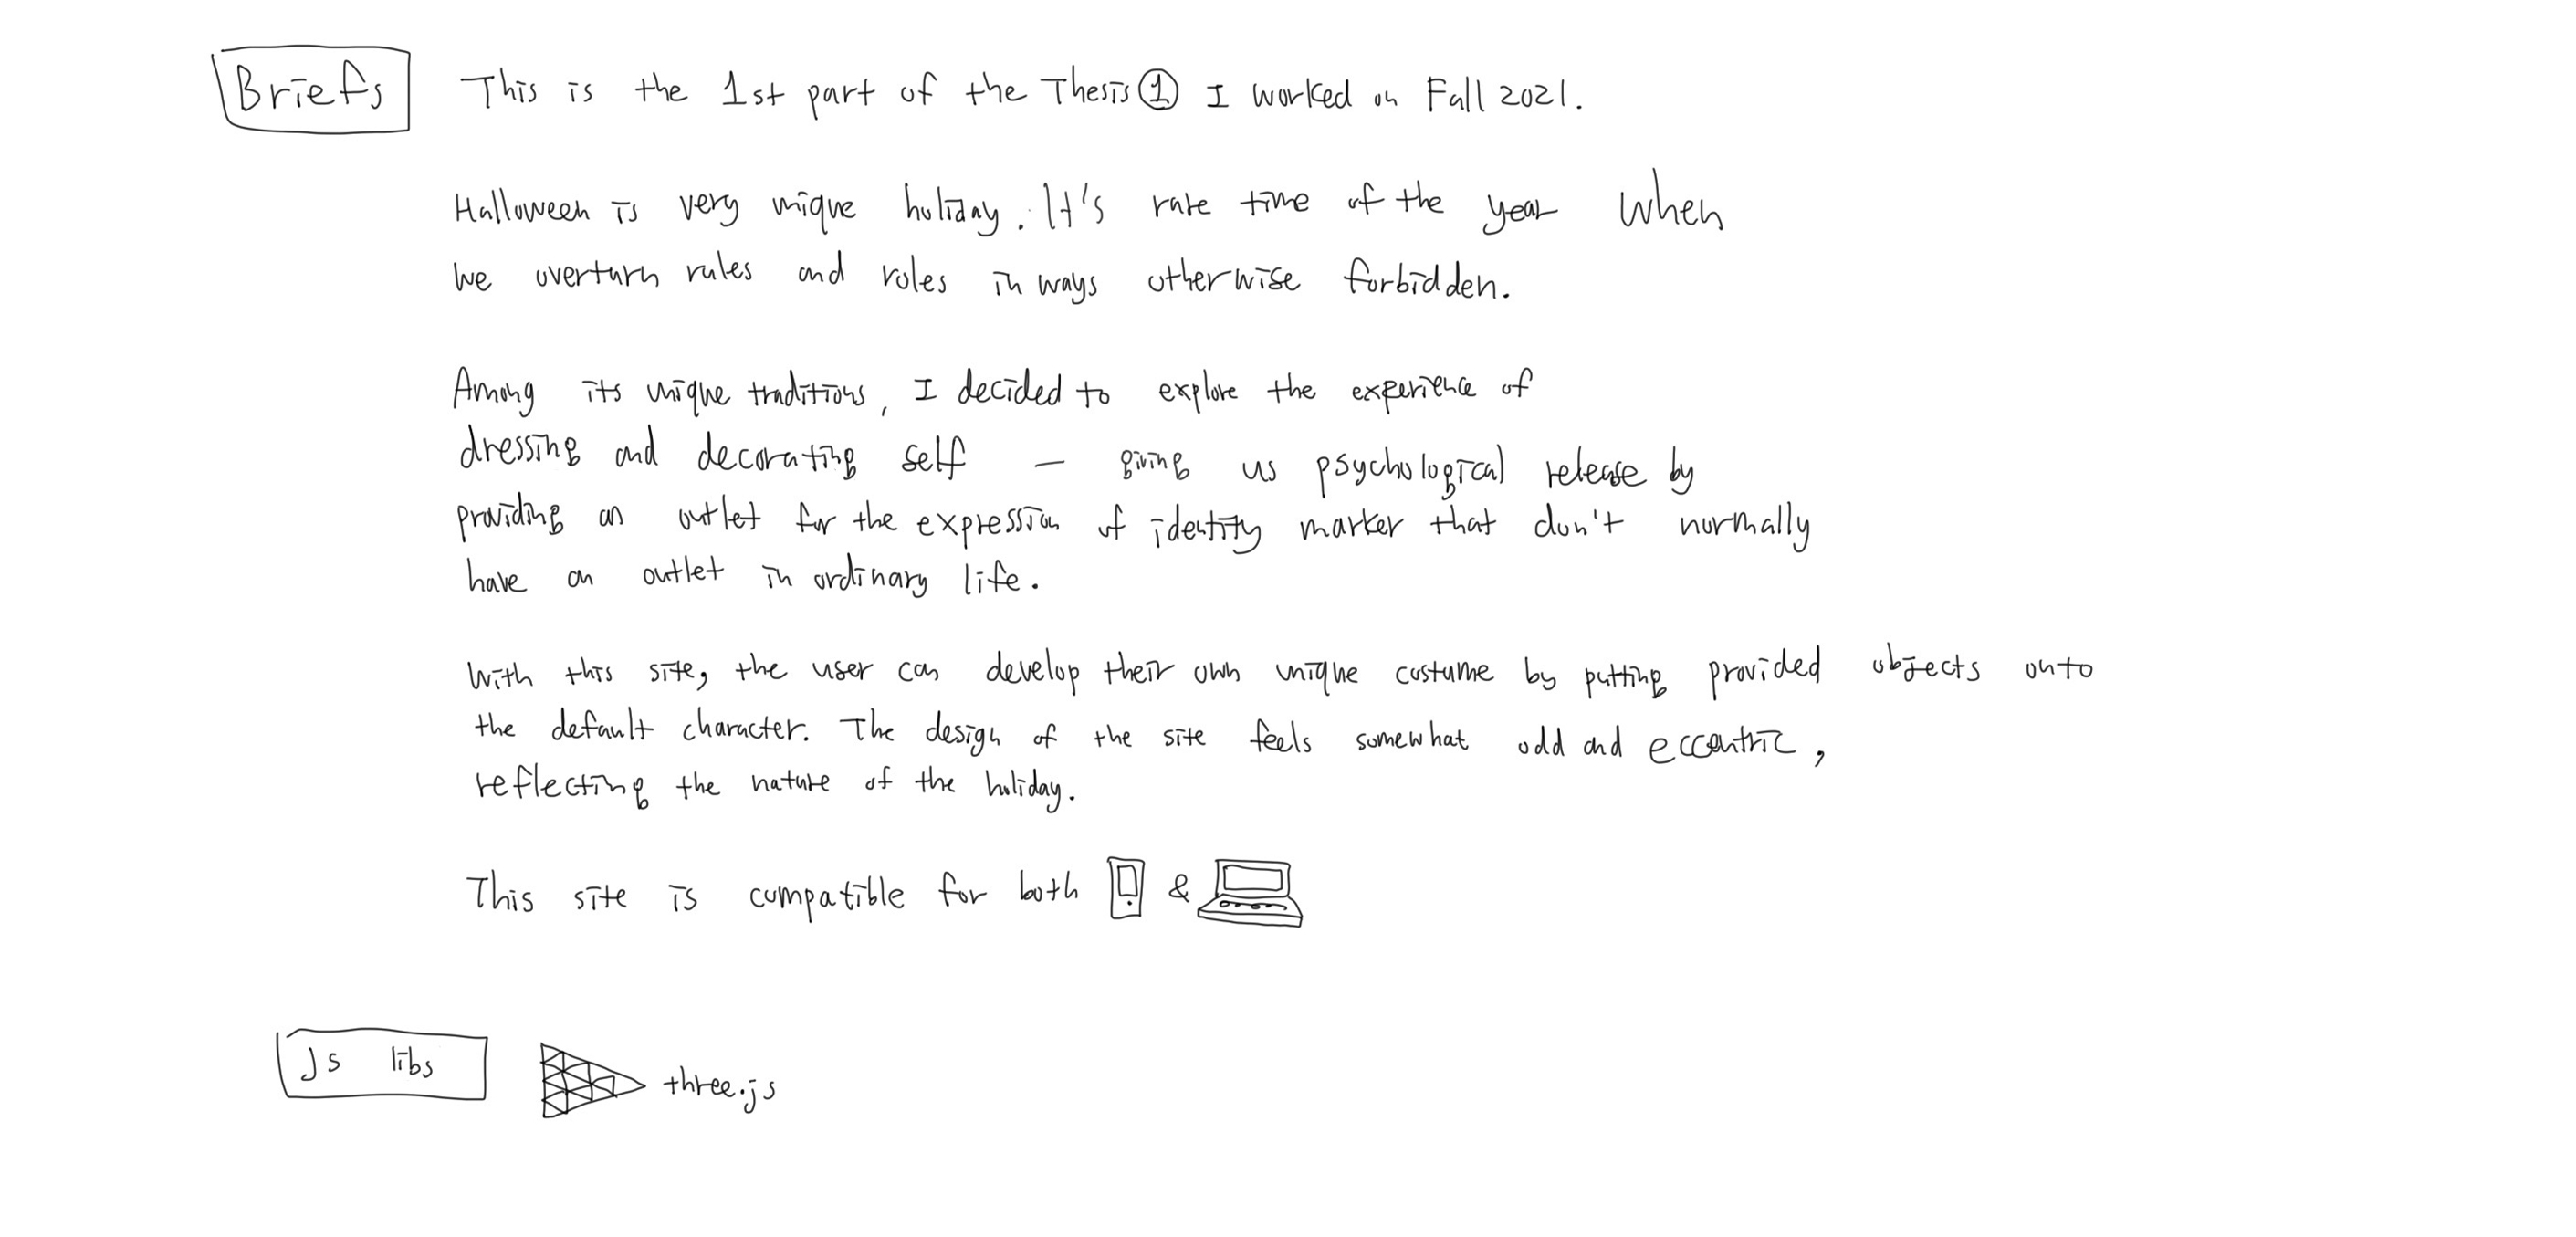 Briefs
This is the 1st part of the Thesis ① I worked on Fall 2021.
Halloween is very unique holiday. It's rare time of the year when
we overturn rules and roles in ways otherwise forbidden.
Among its unique traditions, I decided to explore the experience of
dressing and decorating self — giving us psychological release by
providing an outlet for the expression of identity marker that don't normally
have an outlet in ordinary life.
With this site, the user can develop their own unique costume by putting provided objects onto
the default character. The design of the site feels somewhat odd and eccentric,
reflecting the nature of the holiday.
This site is compatible for both &
Js libs
three.js